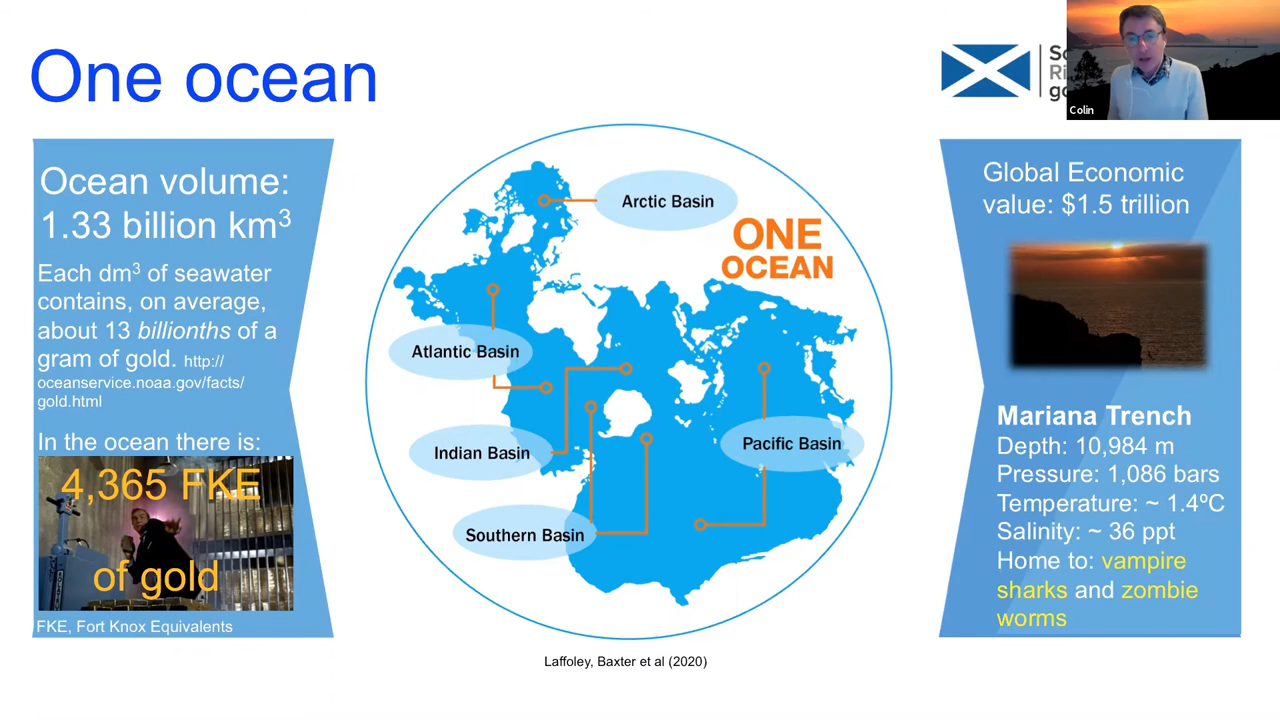 One ocean
Colin
Ocean volume:
1.33 billion km³
Each dm³ of seawater
contains, on average,
about 13 billionths of a
gram of gold. http://
oceanservice.noaa.gov/facts/
gold.html
In the ocean there is:
4,365 FKE
of gold
FKE, Fort Knox Equivalents
Arctic Basin
ONE
OCEAN
Atlantic Basin
Indian Basin
Pacific Basin
Southern Basin
Laffoley, Baxter et al (2020)
Global Economic
value: $1.5 trillion
Mariana Trench
Depth: 10,984 m
Pressure: 1,086 bars
Temperature: ~ 1.4ºC
Salinity: ~ 36 ppt
Home to: vampire
sharks and zombie
worms